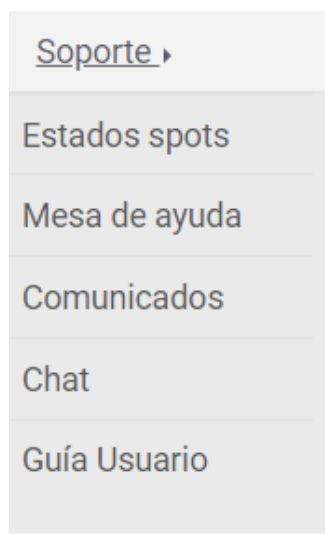 Soporte
Estados spots
Mesa de ayuda
Comunicados
Chat
Guía Usuario